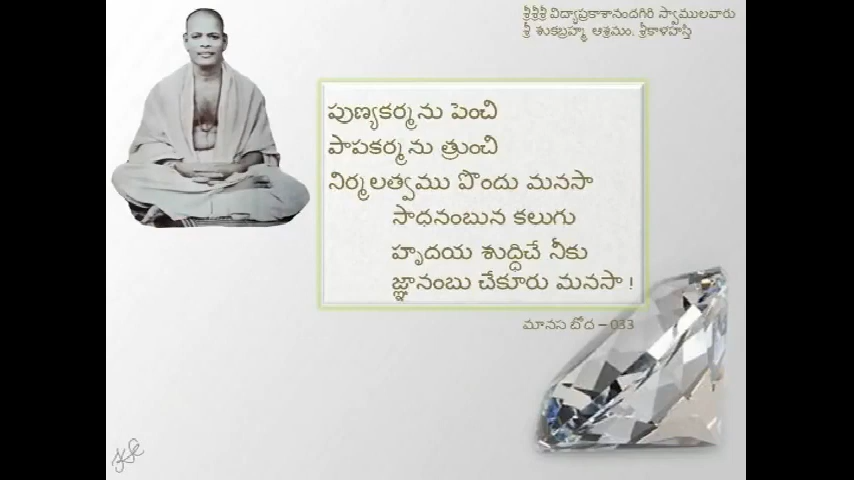 శ్రీశ్రీశ్రీ విద్యాప్రకాశానందగిరి స్వాములవారు
శ్రీ శుకబ్రహ్మ ఆశ్రమం, శ్రీకాళహస్తి
పుణ్యకర్మను పెంచి
పాపకర్మను త్రుంచి
నిర్మలత్వము పొందు మనసా
సాధనంబున కలుగు
హృదయ శుద్ధిచే నీకు
జ్ఞానంబు చేకూరు మనసా !
మానస బోధ – 033